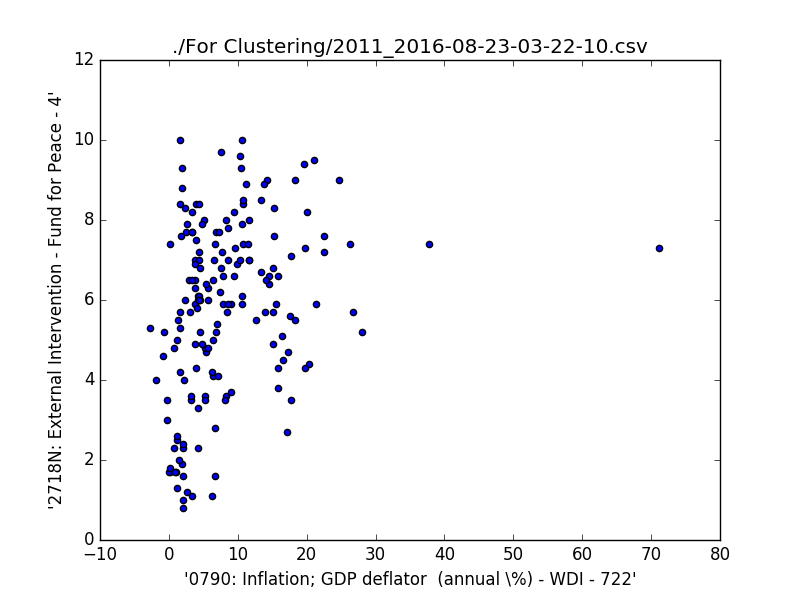 ./For Clustering/2011_2016-08-23-03-22-10.csv
12
10
8
6
4
2
0
'2718N: External Intervention - Fund for Peace - 4'
−10 0 10 20 30 40 50 60 70 80
'0790: Inflation; GDP deflator  (annual \%) - WDI - 722'